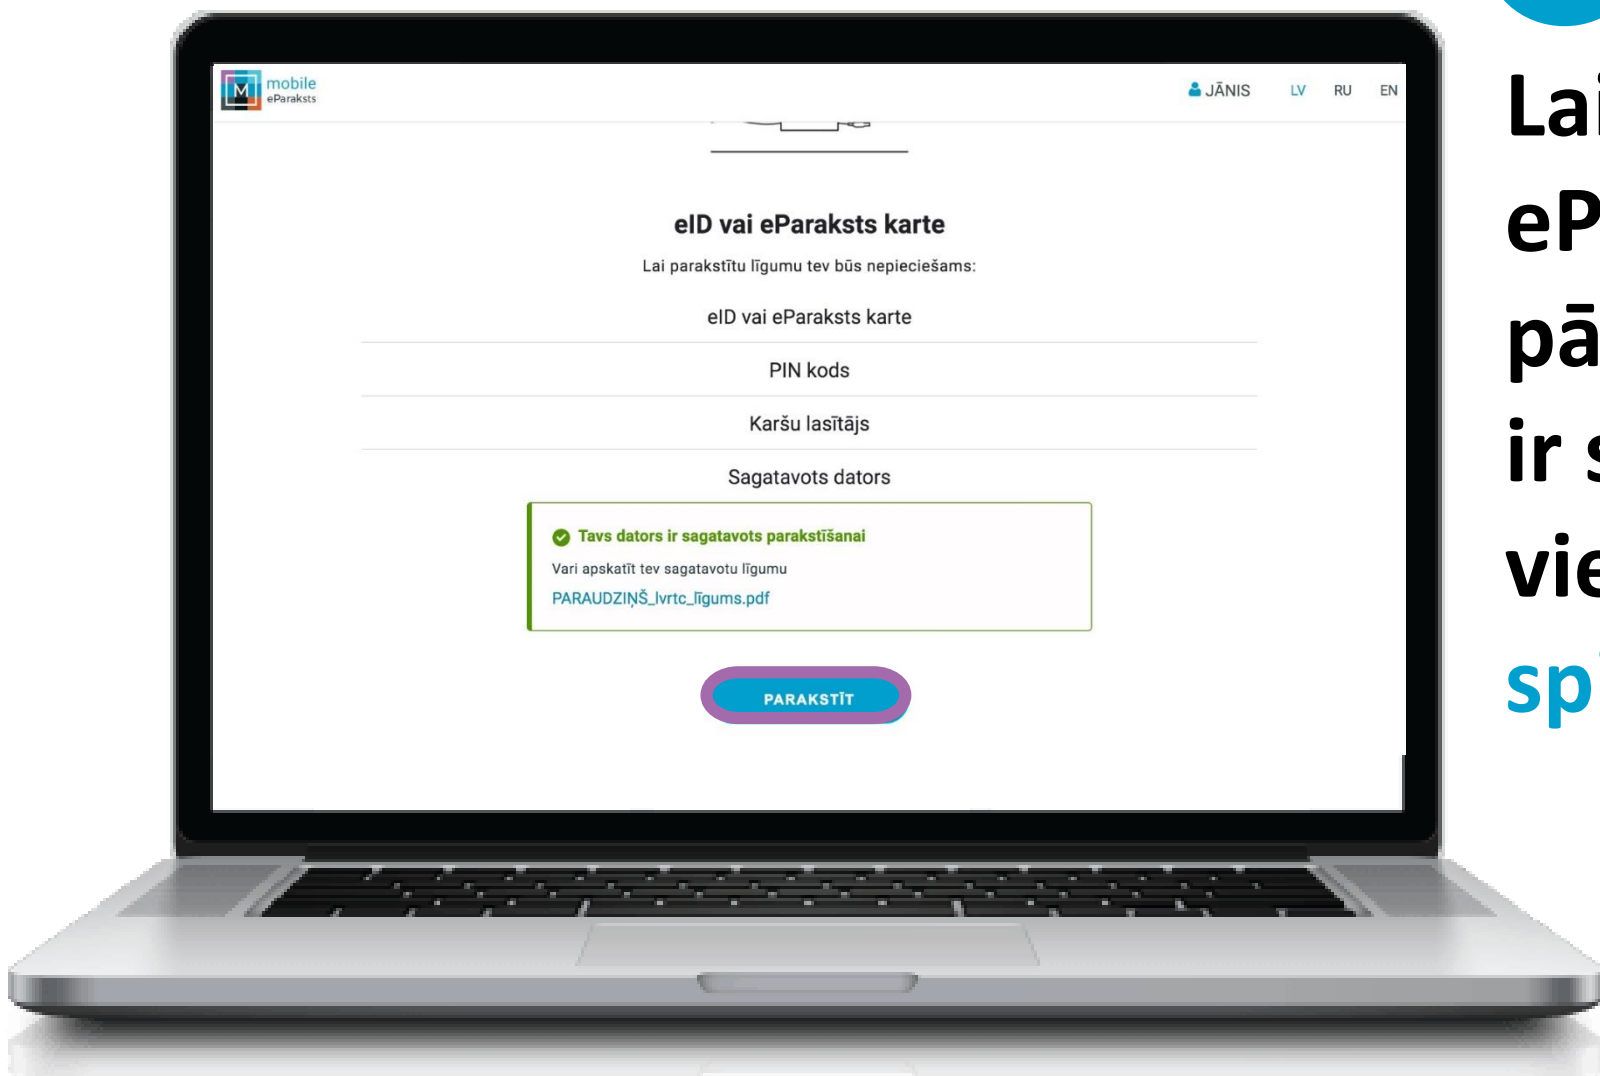 mobile
eParaksts
JĀNIS LV RU EN
eID vai eParaksts karte
Lai parakstītu līgumu tev būs nepieciešams:
eID vai eParaksts karte
PIN kods
Karšu lasītājs
Sagatavots dators
Tavs dators ir sagatavots parakstīšanai
Vari apskatīt tev sagatavotu līgumu
PARAUDZIŅŠ_lvrtc_līgums.pdf
PARAKSTĪT
Lai
eP
pā
ir s
vie
sp